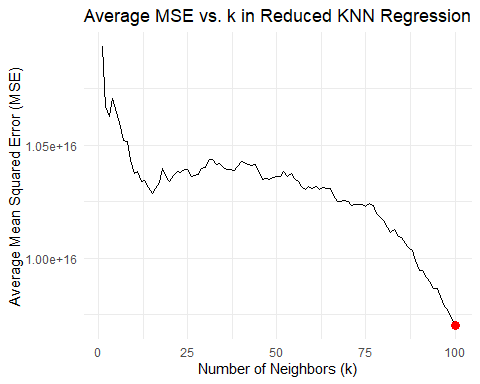 Average MSE vs. k in Reduced KNN Regression
Average Mean Squared Error (MSE)
1.05e+16
1.00e+16
0 25 50 75 100
Number of Neighbors (k)